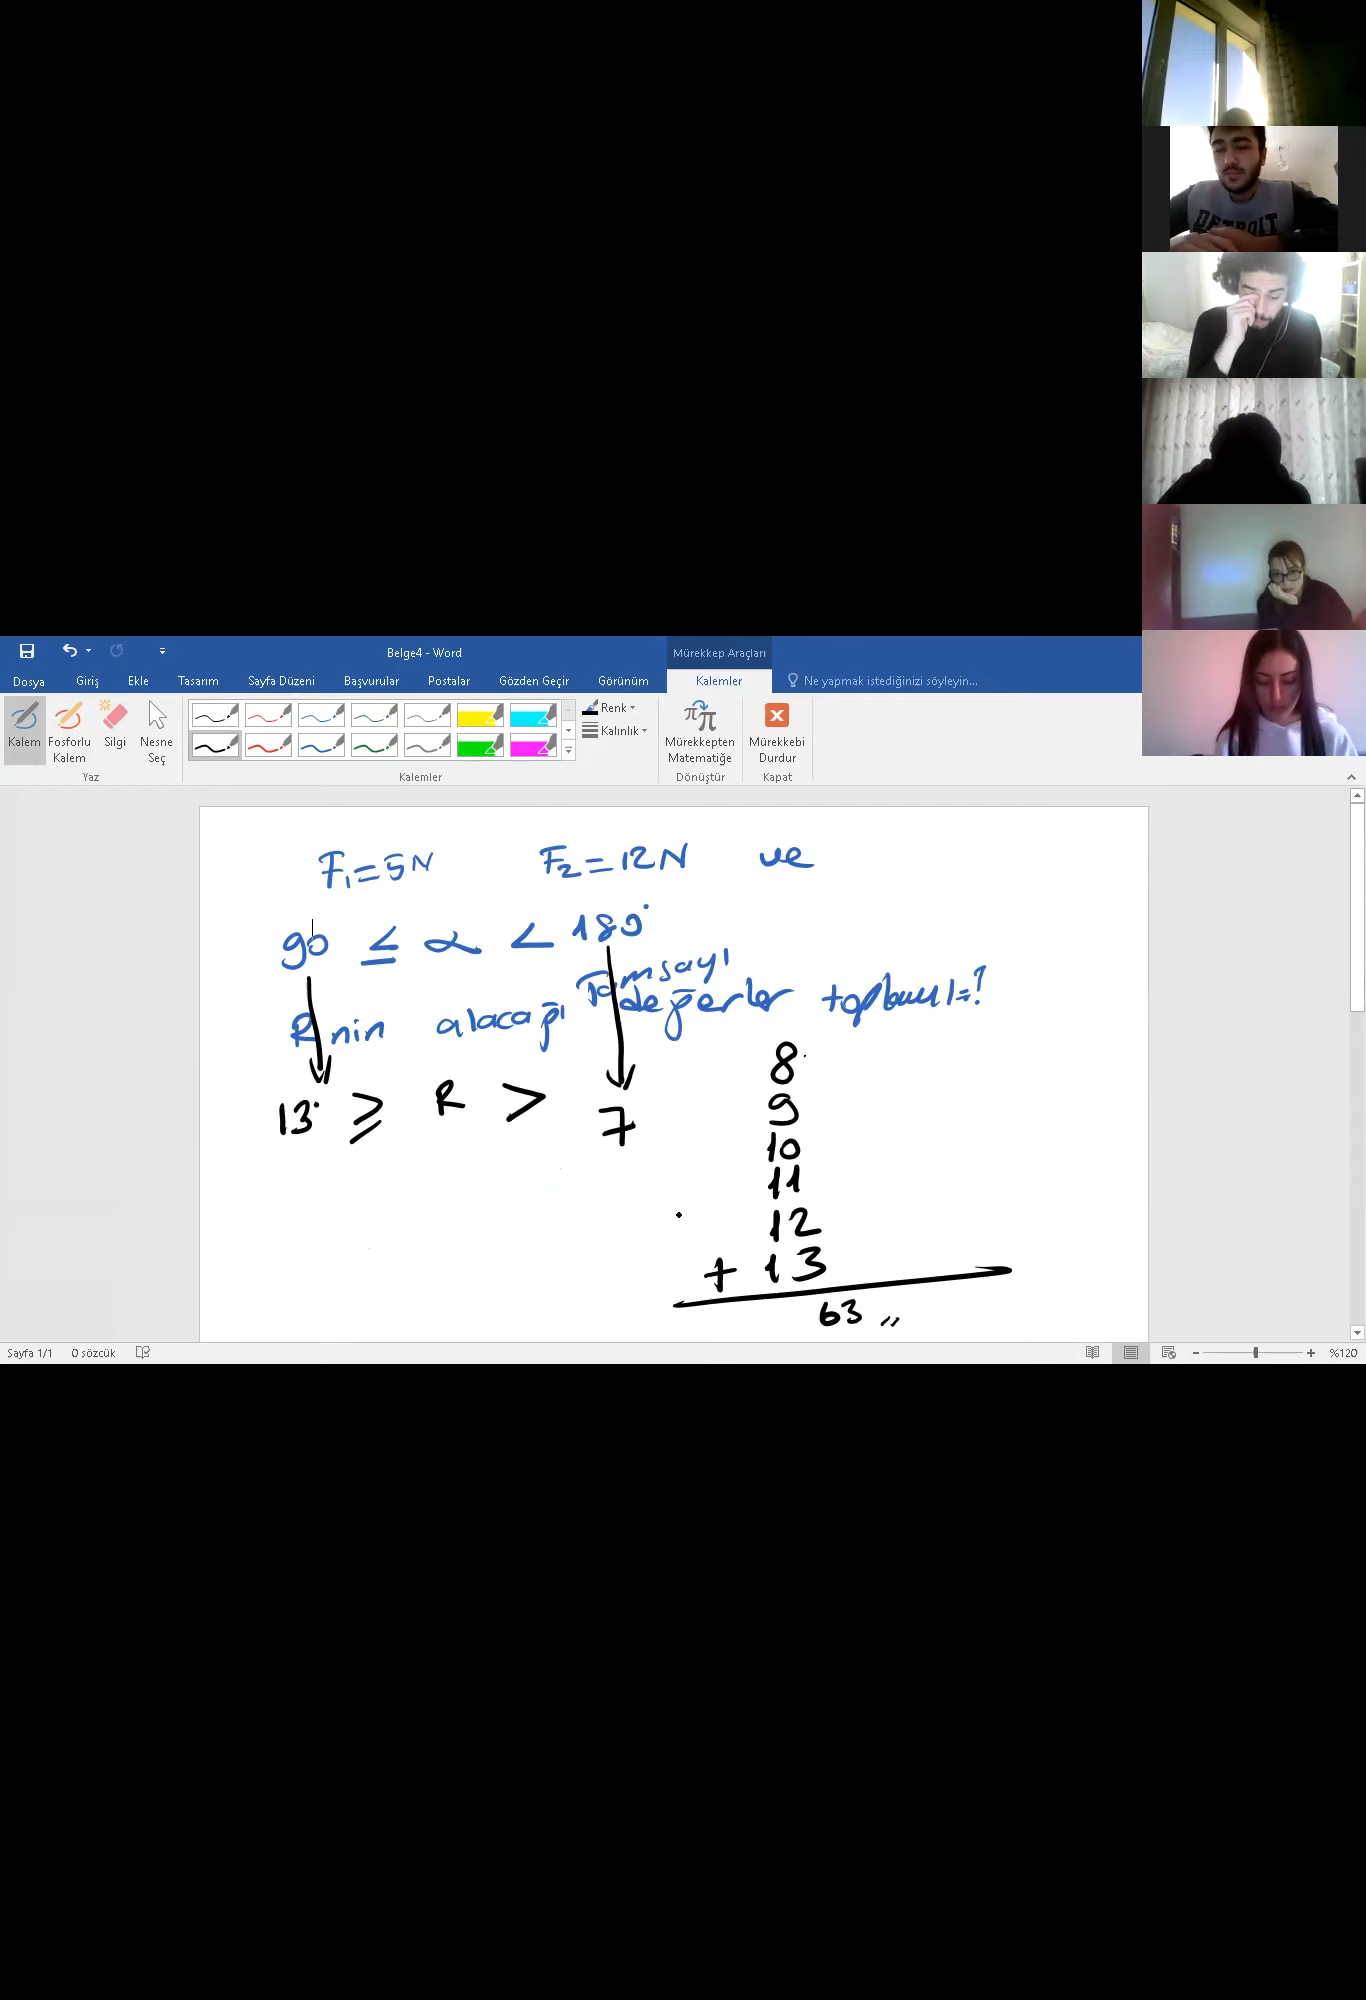 DETROIT
Belge4 - Word
Mürekkep Araçları
Dosya Giriş Ekle Tasarım Sayfa Düzeni Başvurular Postalar Gözden Geçir Görünüm Kalemler Ne yapmak istediğinizi söyleyin...
Kalem Fosforlu Kalem Silgi Nesne Seç
Renk
Kalınlık
Mürekkepten Matematiğe
Mürekkebi Durdur
Yaz Kalemler Dönüştür Kapat
F₁=5N F₂=12N ve
90 ≤ α < 180°
Tamsayı
R nin alacağı değerler toplamı=?
13 ≥ R > 7
8
9
10
11
12
+ 13
63 ,,
Sayfa 1/1 0 sözcük %120